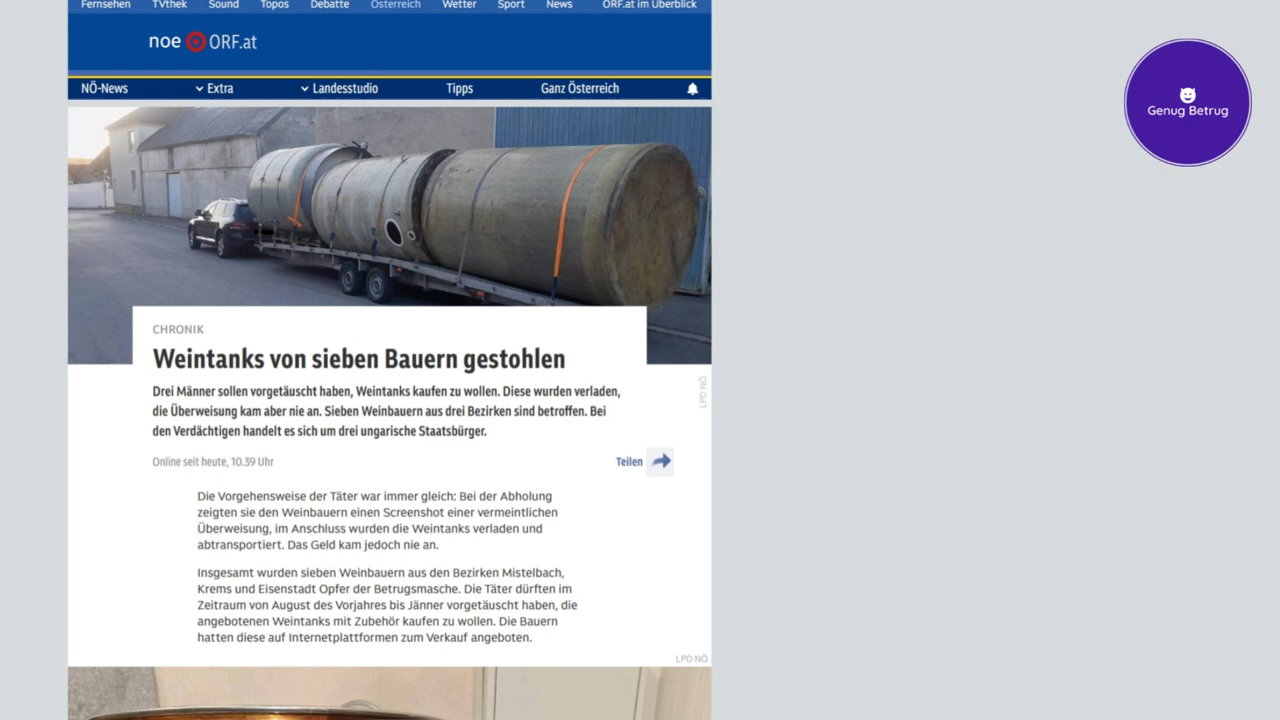 Fernsehen TVthek Sound Topos Debatte Österreich Wetter Sport News ORF.at im Überblick
noe ORF.at
NÖ-News Extra Landesstudio Tipps Ganz Österreich
Genug Betrug
CHRONIK
Weintanks von sieben Bauern gestohlen
Drei Männer sollen vorgetäuscht haben, Weintanks kaufen zu wollen. Diese wurden verladen,
die Überweisung kam aber nie an. Sieben Weinbauern aus drei Bezirken sind betroffen. Bei
den Verdächtigen handelt es sich um drei ungarische Staatsbürger.
LPD NÖ
Online seit heute, 10.39 Uhr
Teilen
Die Vorgehensweise der Täter war immer gleich: Bei der Abholung
zeigten sie den Weinbauern einen Screenshot einer vermeintlichen
Überweisung, im Anschluss wurden die Weintanks verladen und
abtransportiert. Das Geld kam jedoch nie an.
Insgesamt wurden sieben Weinbauern aus den Bezirken Mistelbach,
Krems und Eisenstadt Opfer der Betrugsmasche. Die Täter dürften im
Zeitraum von August des Vorjahres bis Jänner vorgetäuscht haben, die
angebotenen Weintanks mit Zubehör kaufen zu wollen. Die Bauern
hatten diese auf Internetplattformen zum Verkauf angeboten.
LPD NÖ